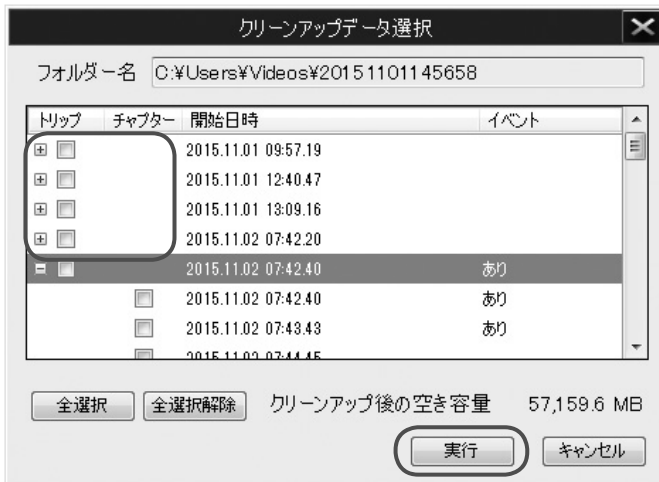 クリーンアップデータ選択
フォルダー名 C:¥Users¥Videos¥20151101145658
トリップ チャプター 開始日時 イベント
2015.11.01 09:57.19
2015.11.01 12:40.47
2015.11.01 13:09.16
2015.11.02 07:42.20
2015.11.02 07:42.40 あり
2015.11.02 07:42.40 あり
2015.11.02 07:43.43 あり
2015.11.02 07:44.45
全選択 全選択解除 クリーンアップ後の空き容量 57,159.6 MB
実行 キャンセル